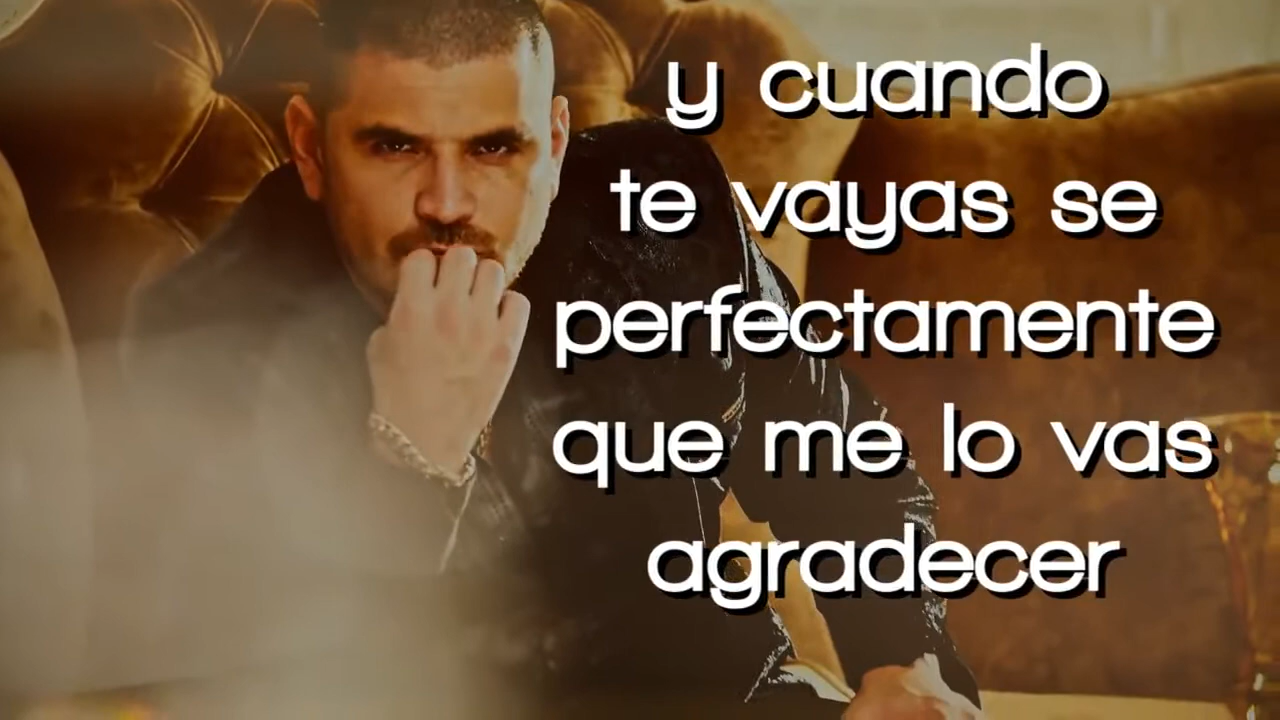 y cuando
te vayas se
perfectamente
que me lo vas
agradecer